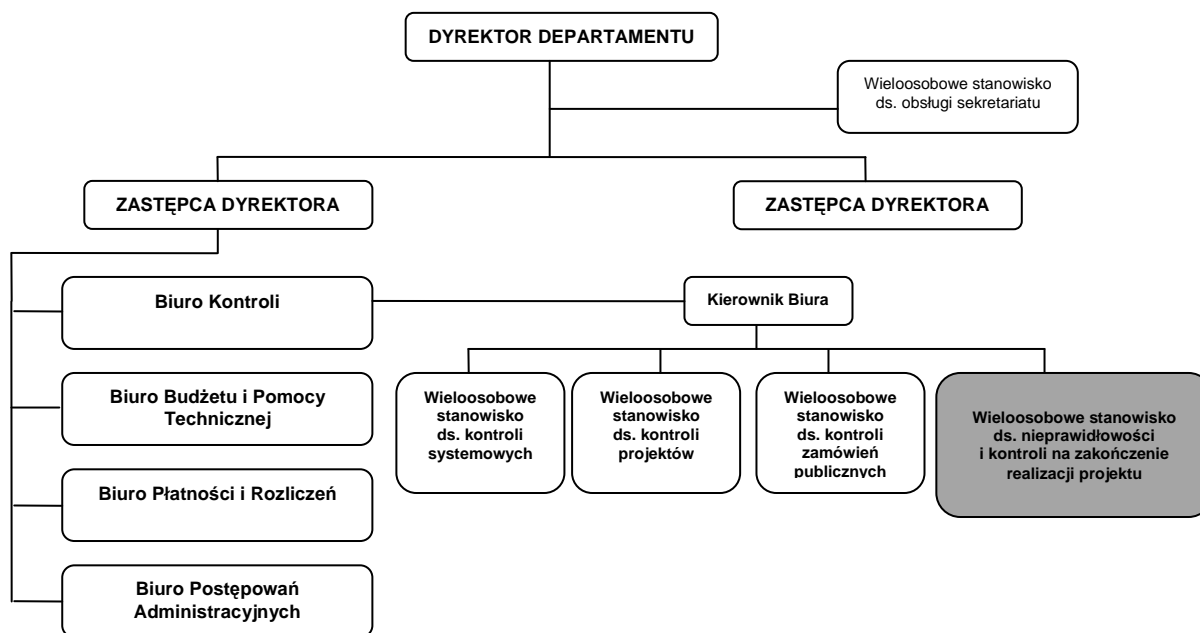 DYREKTOR DEPARTAMENTU
Wieloosobowe stanowisko
ds. obsługi sekretariatu
ZASTĘPCA DYREKTORA
ZASTĘPCA DYREKTORA
Biuro Kontroli
Kierownik Biura
Wieloosobowe
stanowisko
ds. kontroli
systemowych
Wieloosobowe
stanowisko
ds. kontroli
projektów
Wieloosobowe
stanowisko
ds. kontroli
zamówień
publicznych
Wieloosobowe stanowisko
ds. nieprawidłowości
i kontroli na zakończenie
realizacji projektu
Biuro Budżetu i Pomocy
Technicznej
Biuro Płatności i Rozliczeń
Biuro Postępowań
Administracyjnych